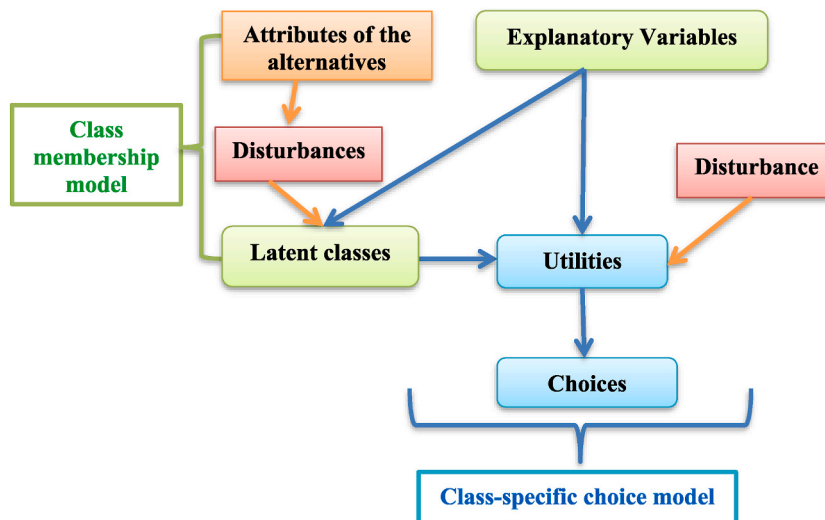 Attributes of the
alternatives
Explanatory Variables
Class
membership
model
Disturbances
Disturbance
Latent classes
Utilities
Choices
Class-specific choice model